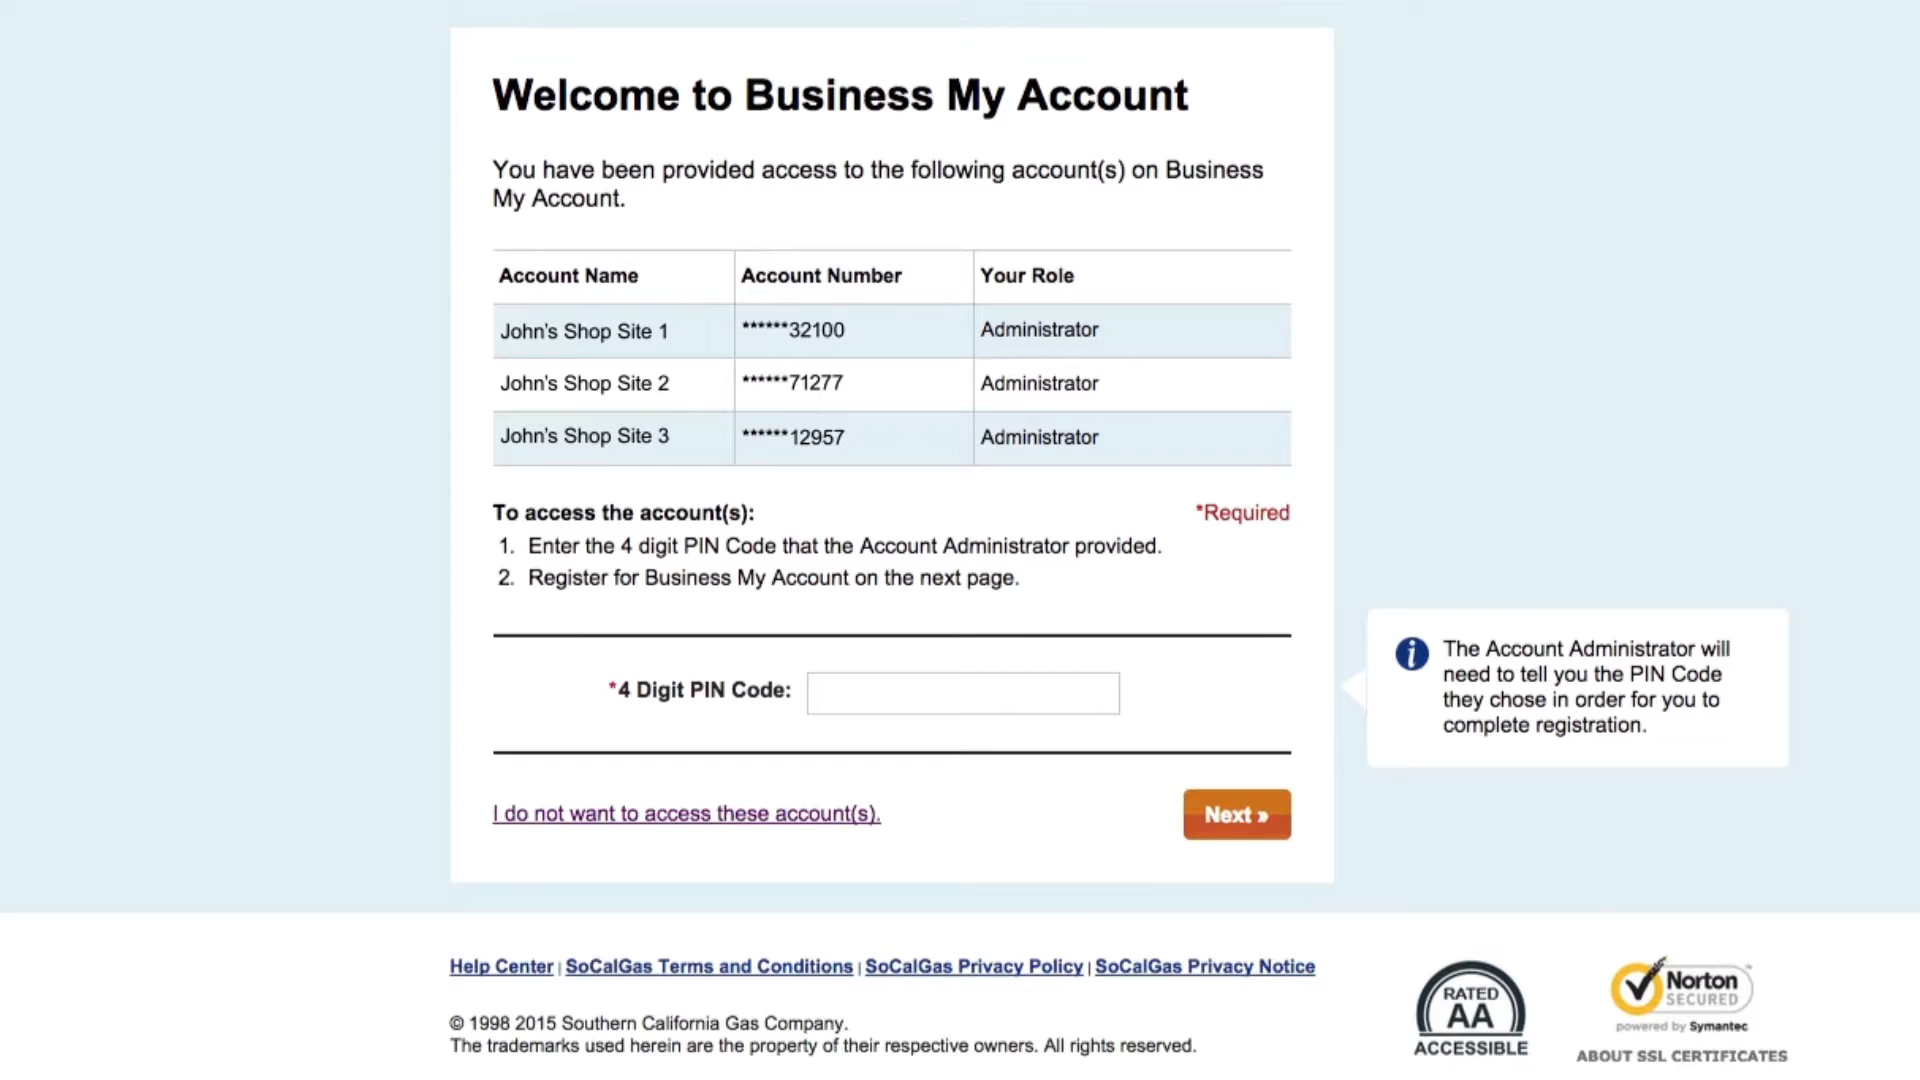 Welcome to Business My Account
You have been provided access to the following account(s) on Business
My Account.
Account Name Account Number Your Role
John's Shop Site 1 ******32100 Administrator
John's Shop Site 2 ******71277 Administrator
John's Shop Site 3 ******12957 Administrator
To access the account(s): *Required
1. Enter the 4 digit PIN Code that the Account Administrator provided.
2. Register for Business My Account on the next page.
*4 Digit PIN Code:
i The Account Administrator will
need to tell you the PIN Code
they chose in order for you to
complete registration.
I do not want to access these account(s).
Next »
Help Center | SoCalGas Terms and Conditions | SoCalGas Privacy Policy | SoCalGas Privacy Notice
© 1998 2015 Southern California Gas Company.
The trademarks used herein are the property of their respective owners. All rights reserved.
RATED
AA
ACCESSIBLE
Norton
SECURED
powered by Symantec
ABOUT SSL CERTIFICATES